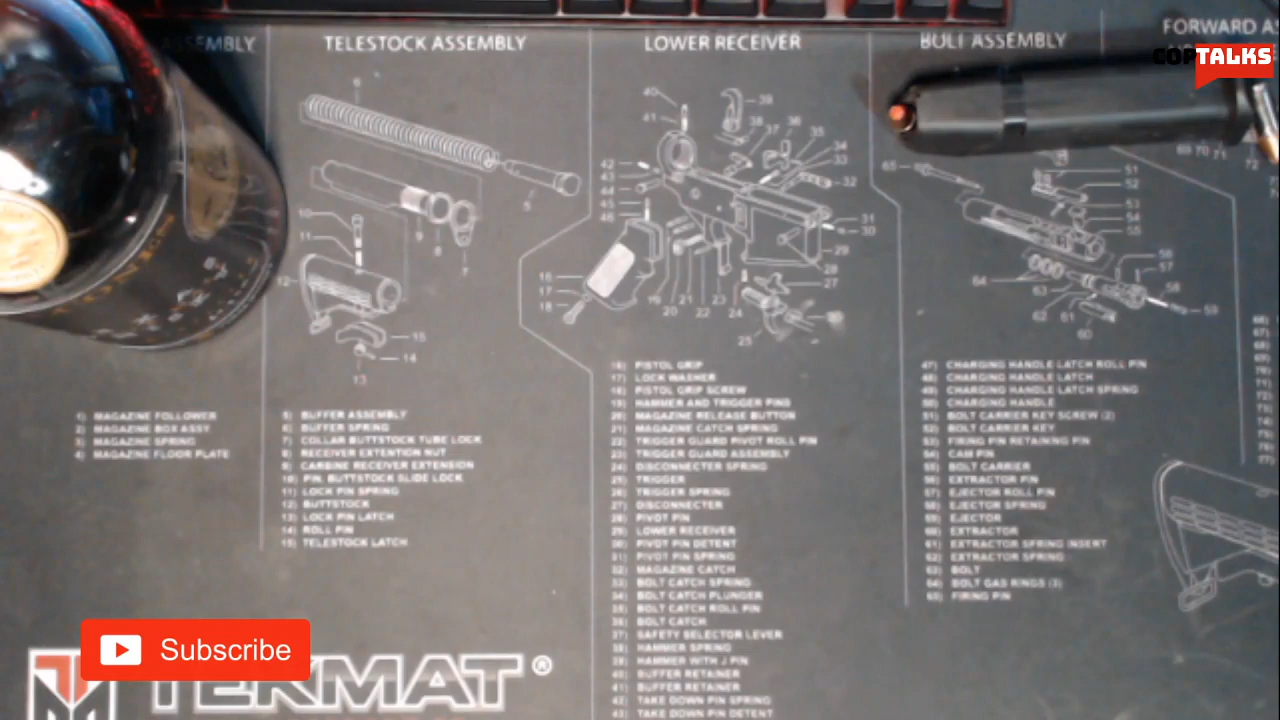 ASSEMBLY
TELESTOCK ASSEMBLY
LOWER RECEIVER
BOLT ASSEMBLY
FORWARD AS
COPTALKS
1) MAGAZINE FOLLOWER
2) MAGAZINE BOX ASSY
3) MAGAZINE SPRING
4) MAGAZINE FLOOR PLATE
5) BUFFER ASSEMBLY
6) BUFFER SPRING
7) COLLAR BUTTSTOCK TUBE LOCK
8) RECEIVER EXTENTION NUT
9) CARBINE RECEIVER EXTENSION
10) PIN, BUTTSTOCK SLIDE LOCK
11) LOCK PIN SPRING
12) BUTTSTOCK
13) LOCK PIN LATCH
14) ROLL PIN
15) TELESTOCK LATCH
16) PISTOL GRIP
17) LOCK WASHER
18) PISTOL GRIP SCREW
19) HAMMER AND TRIGGER PINS
20) MAGAZINE RELEASE BUTTON
21) MAGAZINE CATCH SPRING
22) TRIGGER GUARD PIVOT ROLL PIN
23) TRIGGER GUARD ASSEMBLY
24) DISCONNECTER SPRING
25) TRIGGER
26) TRIGGER SPRING
27) DISCONNECTER
28) PIVOT PIN
29) LOWER RECEIVER
30) PIVOT PIN DETENT
31) PIVOT PIN SPRING
32) MAGAZINE CATCH
33) BOLT CATCH SPRING
34) BOLT CATCH PLUNGER
35) BOLT CATCH ROLL PIN
36) BOLT CATCH
37) SAFETY SELECTOR LEVER
38) HAMMER SPRING
39) HAMMER WITH J PIN
40) BUFFER RETAINER
41) BUFFER RETAINER
42) TAKE DOWN PIN SPRING
43) TAKE DOWN PIN DETENT
47) CHARGING HANDLE LATCH ROLL PIN
48) CHARGING HANDLE LATCH
49) CHARGING HANDLE LATCH SPRING
50) CHARGING HANDLE
51) BOLT CARRIER KEY SCREW (2)
52) BOLT CARRIER KEY
53) FIRING PIN RETAINING PIN
54) CAM PIN
55) BOLT CARRIER
56) EXTRACTOR PIN
57) EJECTOR ROLL PIN
58) EJECTOR SPRING
59) EJECTOR
60) EXTRACTOR
61) EXTRACTOR SPRING INSERT
62) EXTRACTOR SPRING
63) BOLT
64) BOLT GAS RINGS (3)
65) FIRING PIN
Subscribe
TEKMAT®